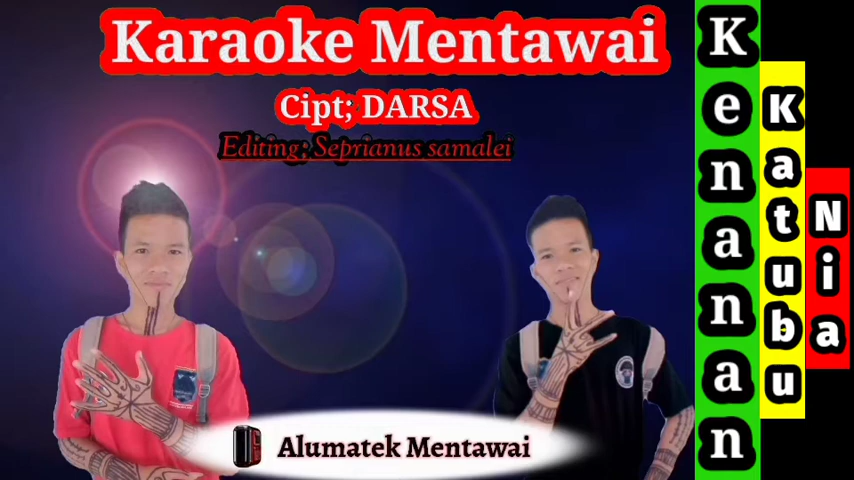 Karaoke Mentawai
Cipt; DARSA
Editing; Seprianus samalei
Alumatek Mentawai
Kenanan
Katubu
Nia